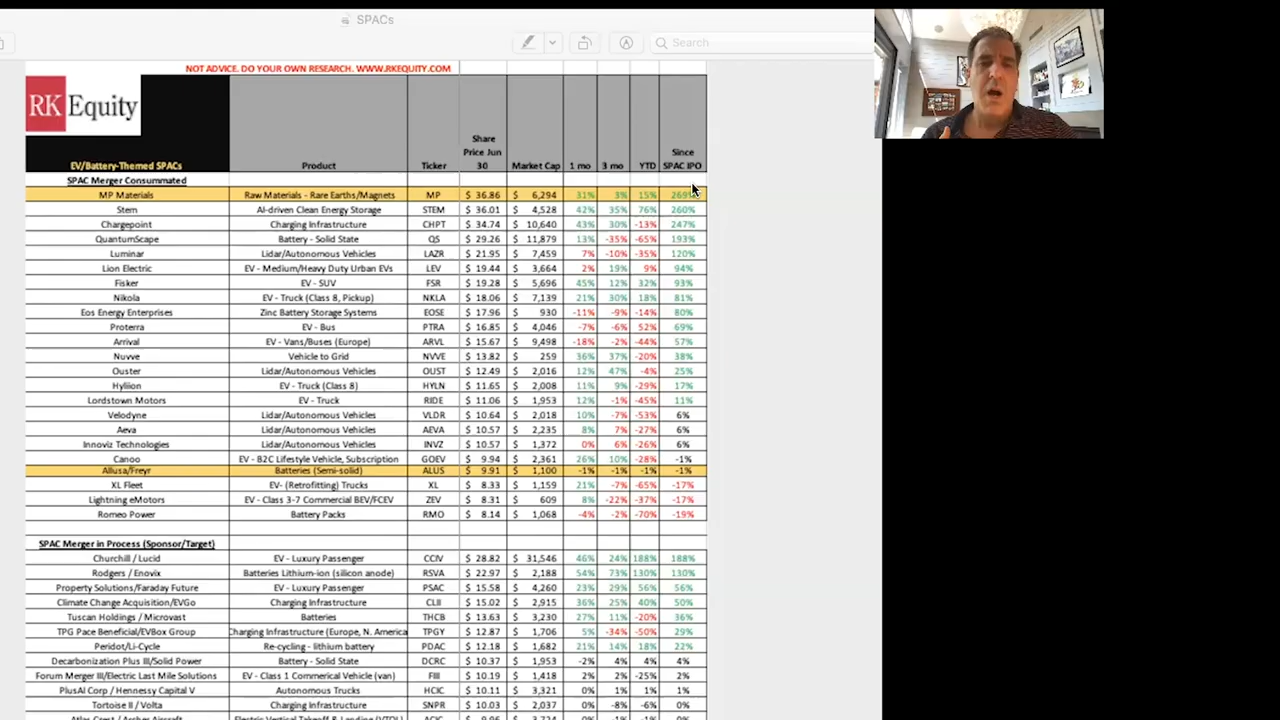 SPACs
Search
NOT ADVICE. DO YOUR OWN RESEARCH. WWW.RKEQUITY.COM
RK Equity
EV/Battery-Themed SPACs Product Ticker Share Price Jun 30 Market Cap 1 mo 3 mo YTD Since SPAC IPO
SPAC Merger Consummated
MP Materials Raw Materials - Rare Earths/Magnets MP $ 36.86 $ 6,294 31% 3% 15% 269%
Stem AI-driven Clean Energy Storage STEM $ 36.01 $ 4,528 42% 35% 76% 260%
Chargepoint Charging Infrastructure CHPT $ 34.74 $ 10,640 43% 30% -13% 247%
QuantumScape Battery - Solid State QS $ 29.26 $ 11,879 13% -35% -65% 193%
Luminar Lidar/Autonomous Vehicles LAZR $ 21.95 $ 7,459 7% -10% -35% 120%
Lion Electric EV - Medium/Heavy Duty Urban EVs LEV $ 19.44 $ 3,664 2% 19% 9% 94%
Fisker EV - SUV FSR $ 19.28 $ 5,696 45% 12% 32% 93%
Nikola EV - Truck (Class 8, Pickup) NKLA $ 18.06 $ 7,139 21% 30% 18% 81%
Eos Energy Enterprises Zinc Battery Storage Systems EOSE $ 17.96 $ 930 -11% -9% -14% 80%
Proterra EV - Bus PTRA $ 16.85 $ 4,046 -7% -6% 52% 69%
Arrival EV - Vans/Buses (Europe) ARVL $ 15.67 $ 9,498 -18% -2% -44% 57%
Nuvve Vehicle to Grid NVVE $ 13.82 $ 259 36% 37% -20% 38%
Ouster Lidar/Autonomous Vehicles OUST $ 12.49 $ 2,016 12% 47% -4% 25%
Hyliion EV - Truck (Class 8) HYLN $ 11.65 $ 2,008 11% 9% -29% 17%
Lordstown Motors EV - Truck RIDE $ 11.06 $ 1,953 12% -1% -45% 11%
Velodyne Lidar/Autonomous Vehicles VLDR $ 10.64 $ 2,018 10% -7% -53% 6%
Aeva Lidar/Autonomous Vehicles AEVA $ 10.57 $ 2,235 8% 7% -27% 6%
Innoviz Technologies Lidar/Autonomous Vehicles INVZ $ 10.57 $ 1,372 0% 6% -26% 6%
Canoo EV - B2C Lifestyle Vehicle, Subscription GOEV $ 9.94 $ 2,361 26% 10% -28% -1%
Allusa/Freyr Batteries (Semi-solid) ALUS $ 9.91 $ 1,100 -1% -1% -1% -1%
XL Fleet EV- (Retrofitting) Trucks XL $ 8.33 $ 1,159 21% -7% -65% -17%
Lightning eMotors EV - Class 3-7 Commercial BEV/FCEV ZEV $ 8.31 $ 609 8% -22% -37% -17%
Romeo Power Battery Packs RMO $ 8.14 $ 1,068 -4% -2% -70% -19%
SPAC Merger in Process (Sponsor/Target)
Churchill / Lucid EV - Luxury Passenger CCIV $ 28.82 $ 31,546 46% 24% 188% 188%
Rodgers / Enovix Batteries Lithium-ion (silicon anode) RSVA $ 22.97 $ 2,188 54% 73% 130% 130%
Property Solutions/Faraday Future EV - Luxury Passenger PSAC $ 15.58 $ 4,260 23% 29% 56% 56%
Climate Change Acquisition/EVGo Charging Infrastructure CLII $ 15.02 $ 2,915 36% 25% 40% 50%
Tuscan Holdings / Microvast Batteries THCB $ 13.63 $ 3,230 27% 11% -20% 36%
TPG Pace Beneficial/EVBox Group Charging Infrastructure (Europe, N. America TPGY $ 12.87 $ 1,706 5% -34% -50% 29%
Peridot/Li-Cycle Re-cycling - lithium battery PDAC $ 12.18 $ 1,682 21% 14% 18% 22%
Decarbonization Plus III/Solid Power Battery - Solid State DCRC $ 10.37 $ 1,953 -2% 4% 4% 4%
Forum Merger III/Electric Last Mile Solutions EV - Class 1 Commerical Vehicle (van) FIII $ 10.19 $ 1,418 2% 2% -25% 2%
PlusAI Corp / Hennessy Capital V Autonomous Trucks HCIC $ 10.11 $ 3,321 0% 1% 1% 1%
Tortoise II / Volta Charging Infrastructure SNPR $ 10.03 $ 2,037 0% -8% -6% 0%
Atlas Crest / Archer Aircraft Electric Vertical Takeoff & Landing (VTOL) ACIC $ 9.96 $ 3,724 0% -1% -1% 0%